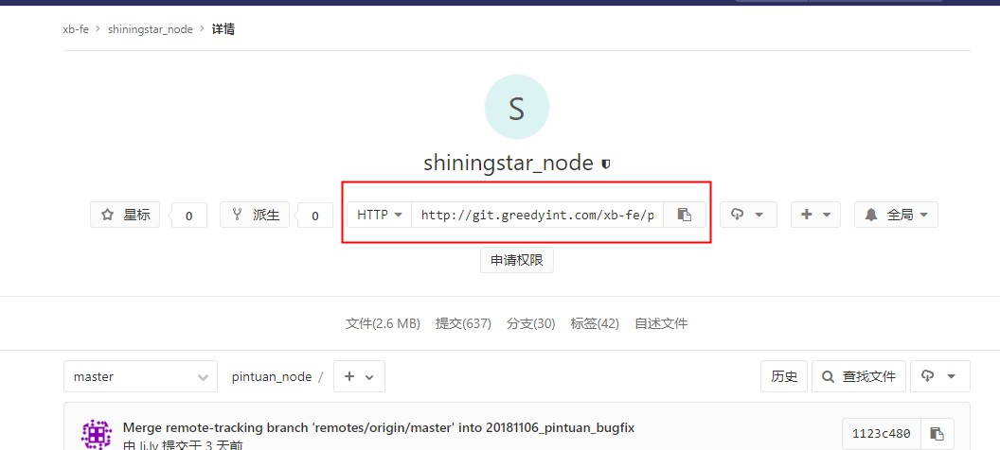 xb-fe > shiningstar_node > 详情
S
shiningstar_node
星标 0 派生 0 HTTP http://git.greedyint.com/xb-fe/p 全局
申请权限
文件(2.6 MB) 提交(637) 分支(30) 标签(42) 自述文件
master pintuan_node / 历史 查找文件
Merge remote-tracking branch 'remotes/origin/master' into 20181106_pintuan_bugfix 1123c480
由 li.lv 提交于 3 天前